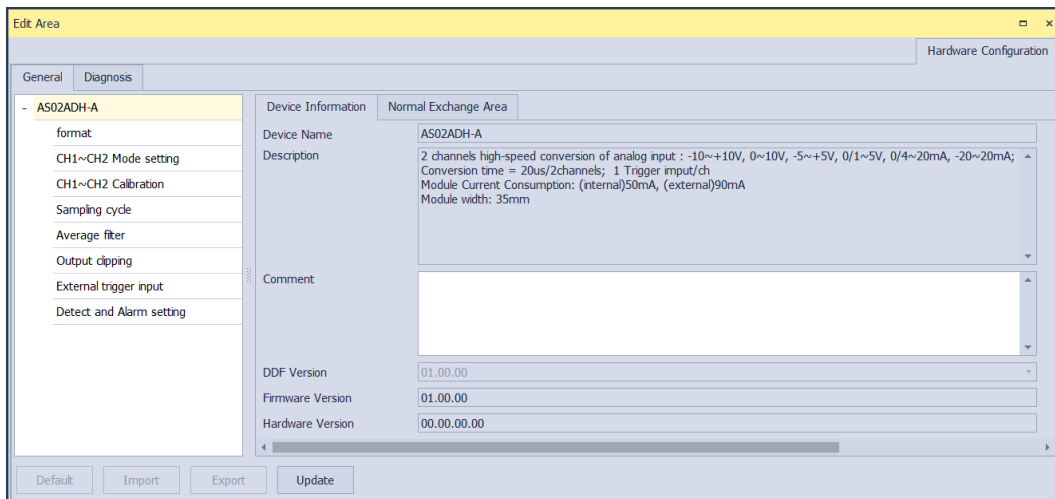 Edit Area
Hardware Configuration
General Diagnosis
- AS02ADH-A
format
CH1~CH2 Mode setting
CH1~CH2 Calibration
Sampling cycle
Average filter
Output clipping
External trigger input
Detect and Alarm setting
Device Information Normal Exchange Area
Device Name AS02ADH-A
Description 2 channels high-speed conversion of analog input : -10~+10V, 0~10V, -5~+5V, 0/1~5V, 0/4~20mA, -20~20mA;
Conversion time = 20us/2channels; 1 Trigger imput/ch
Module Current Consumption: (internal)50mA, (external)90mA
Module width: 35mm
Comment
DDF Version 01.00.00
Firmware Version 01.00.00
Hardware Version 00.00.00.00
Default Import Export Update